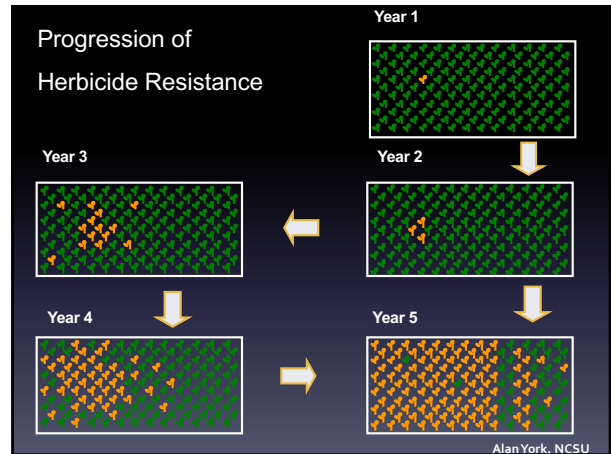 Progression of
Herbicide Resistance
Year 1
Year 3
Year 2
Year 4
Year 5
Alan York, NCSU